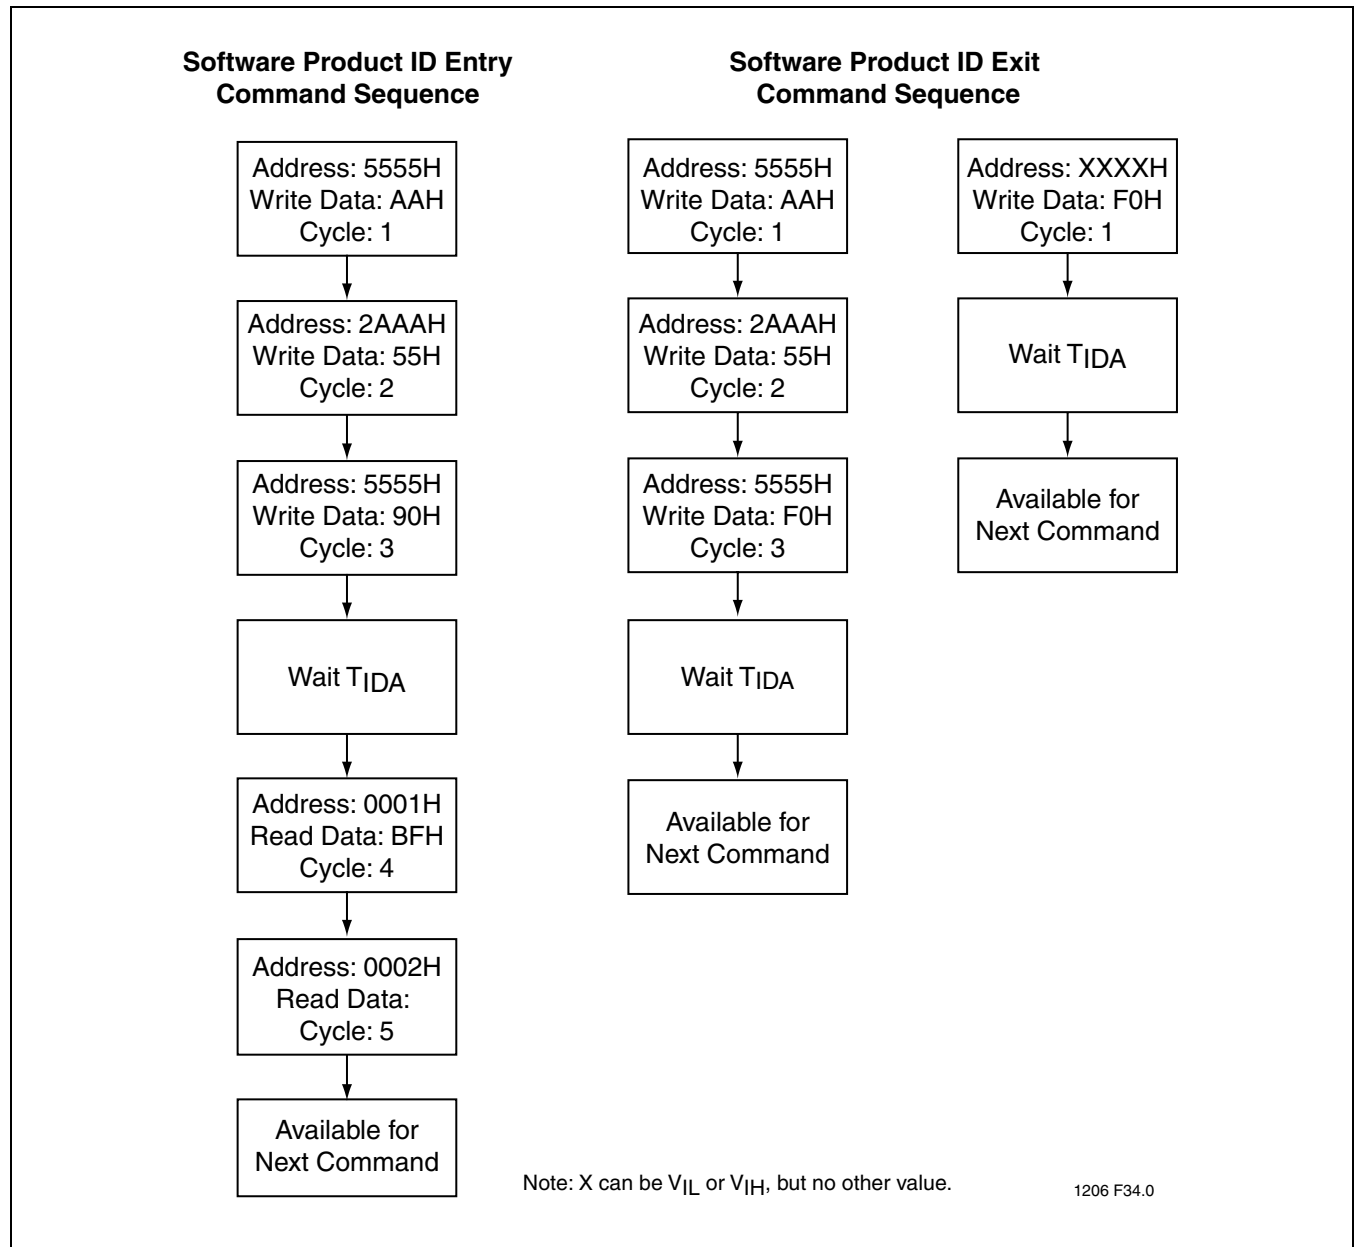 Software Product ID Entry
Command Sequence
Address: 5555H
Write Data: AAH
Cycle: 1
Address: 2AAAH
Write Data: 55H
Cycle: 2
Address: 5555H
Write Data: 90H
Cycle: 3
Wait TIDA
Address: 0001H
Read Data: BFH
Cycle: 4
Address: 0002H
Read Data:
Cycle: 5
Available for
Next Command
Software Product ID Exit
Command Sequence
Address: 5555H
Write Data: AAH
Cycle: 1
Address: 2AAAH
Write Data: 55H
Cycle: 2
Address: 5555H
Write Data: F0H
Cycle: 3
Wait TIDA
Available for
Next Command
Address: XXXXH
Write Data: F0H
Cycle: 1
Wait TIDA
Available for
Next Command
Note: X can be VIL or VIH, but no other value.
1206 F34.0